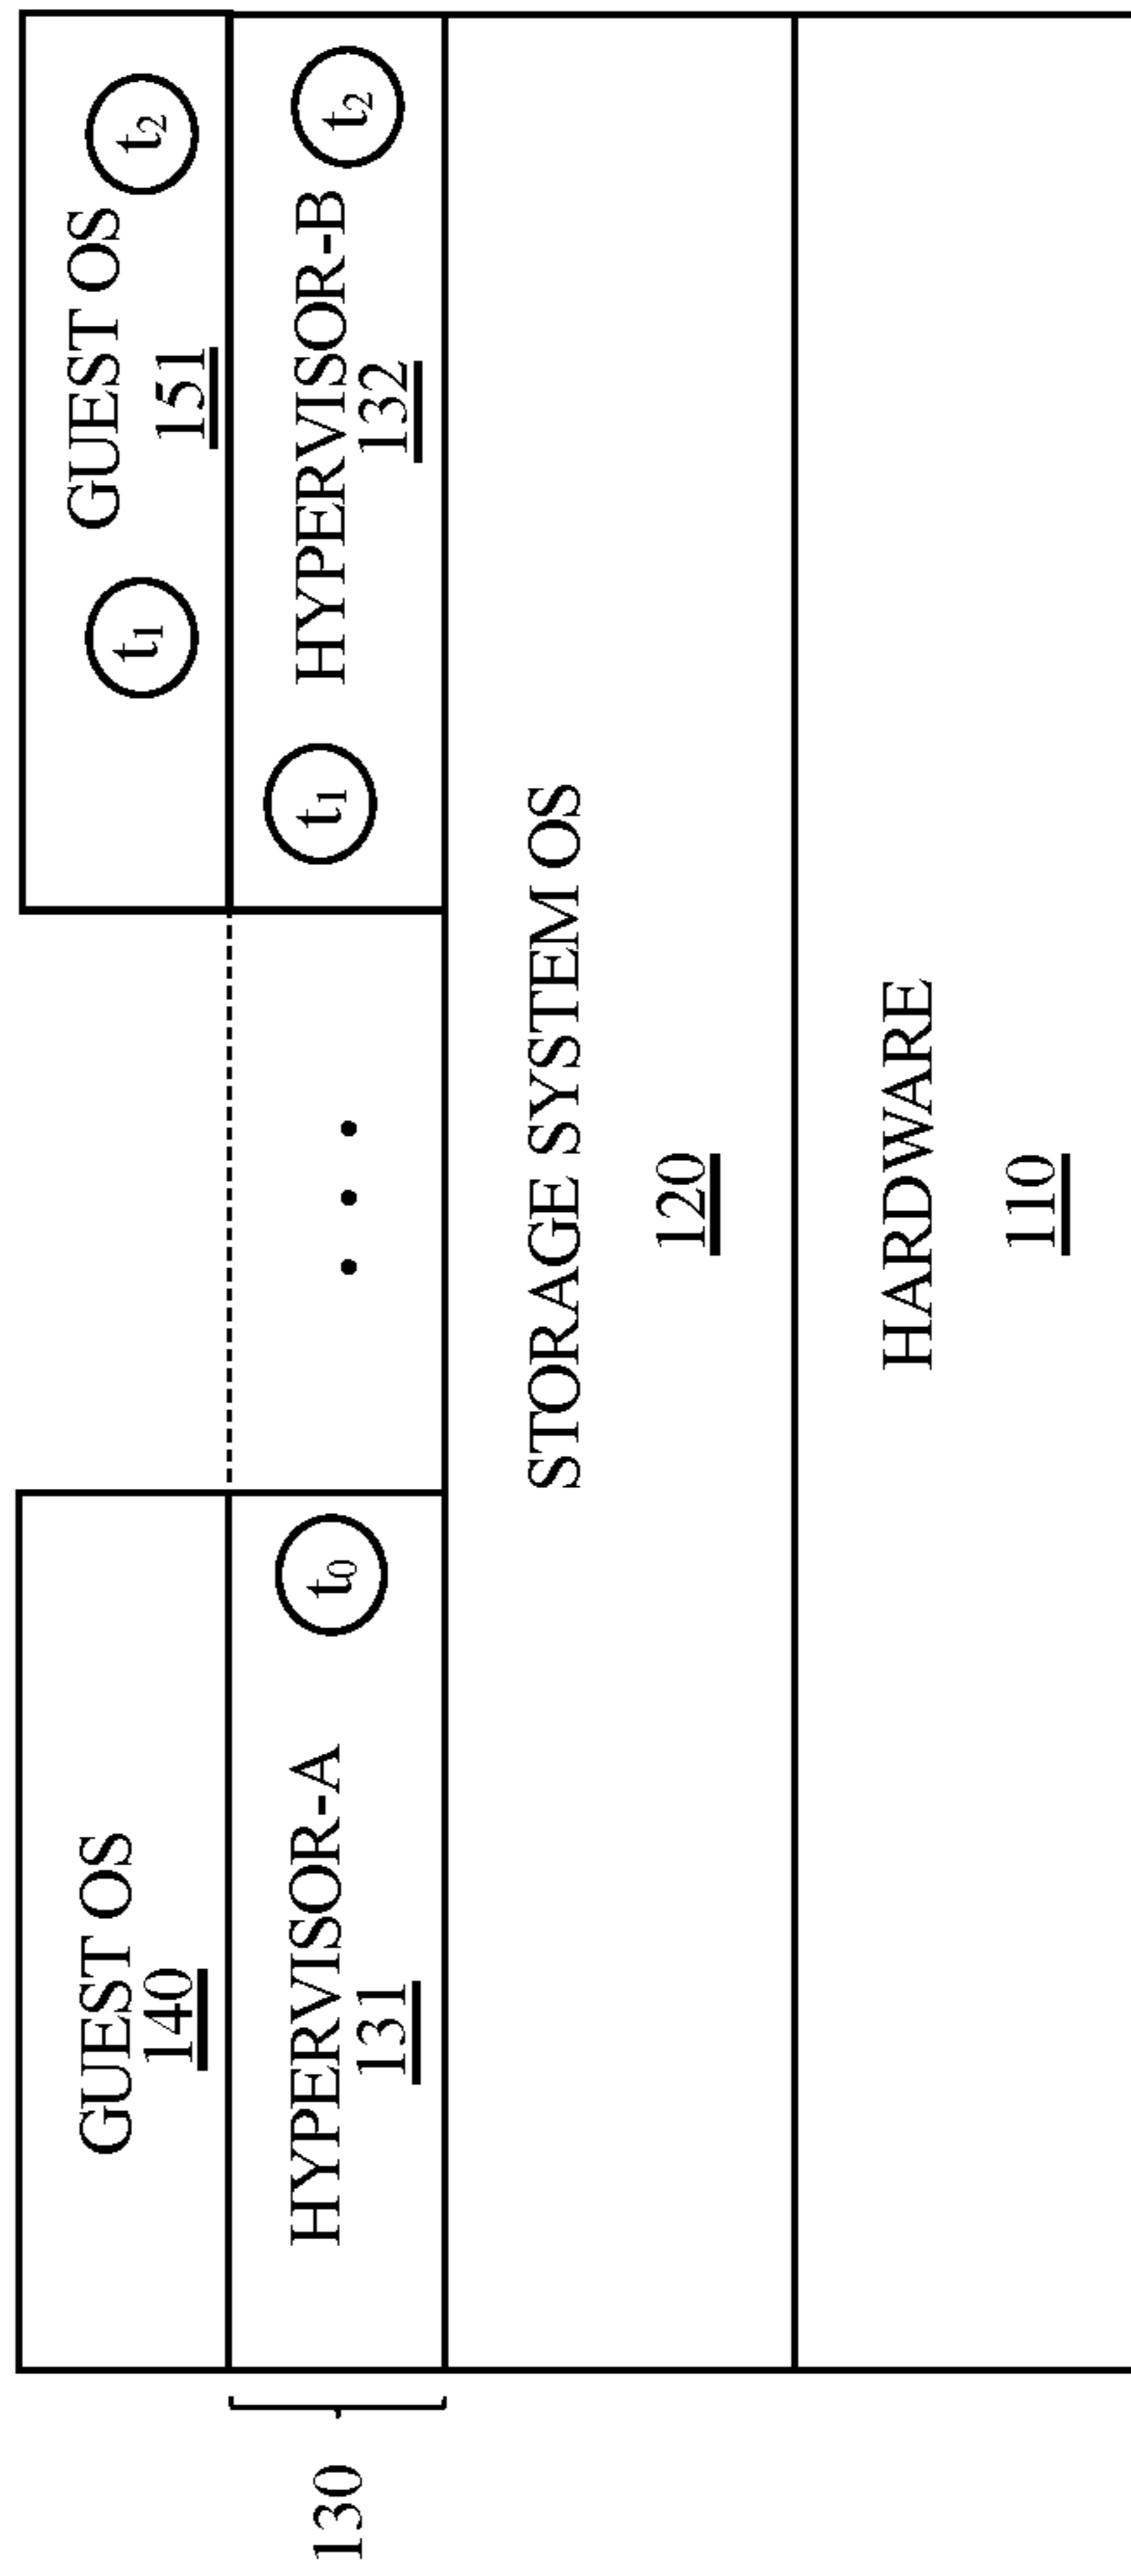 GUEST OS
140
GUEST OS
151
t₁
t₂
130
HYPERVISOR-A
131
t₀
...
t₁
HYPERVISOR-B
132
t₂
STORAGE SYSTEM OS
120
HARDWARE
110